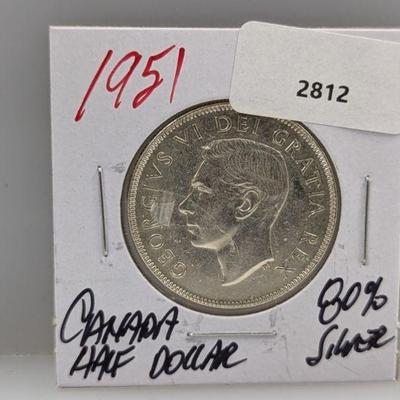 1951
2812
GEORGIVS VI DEI GRATIA REX
CANADA
HALF DOLLAR
80%
SILVER